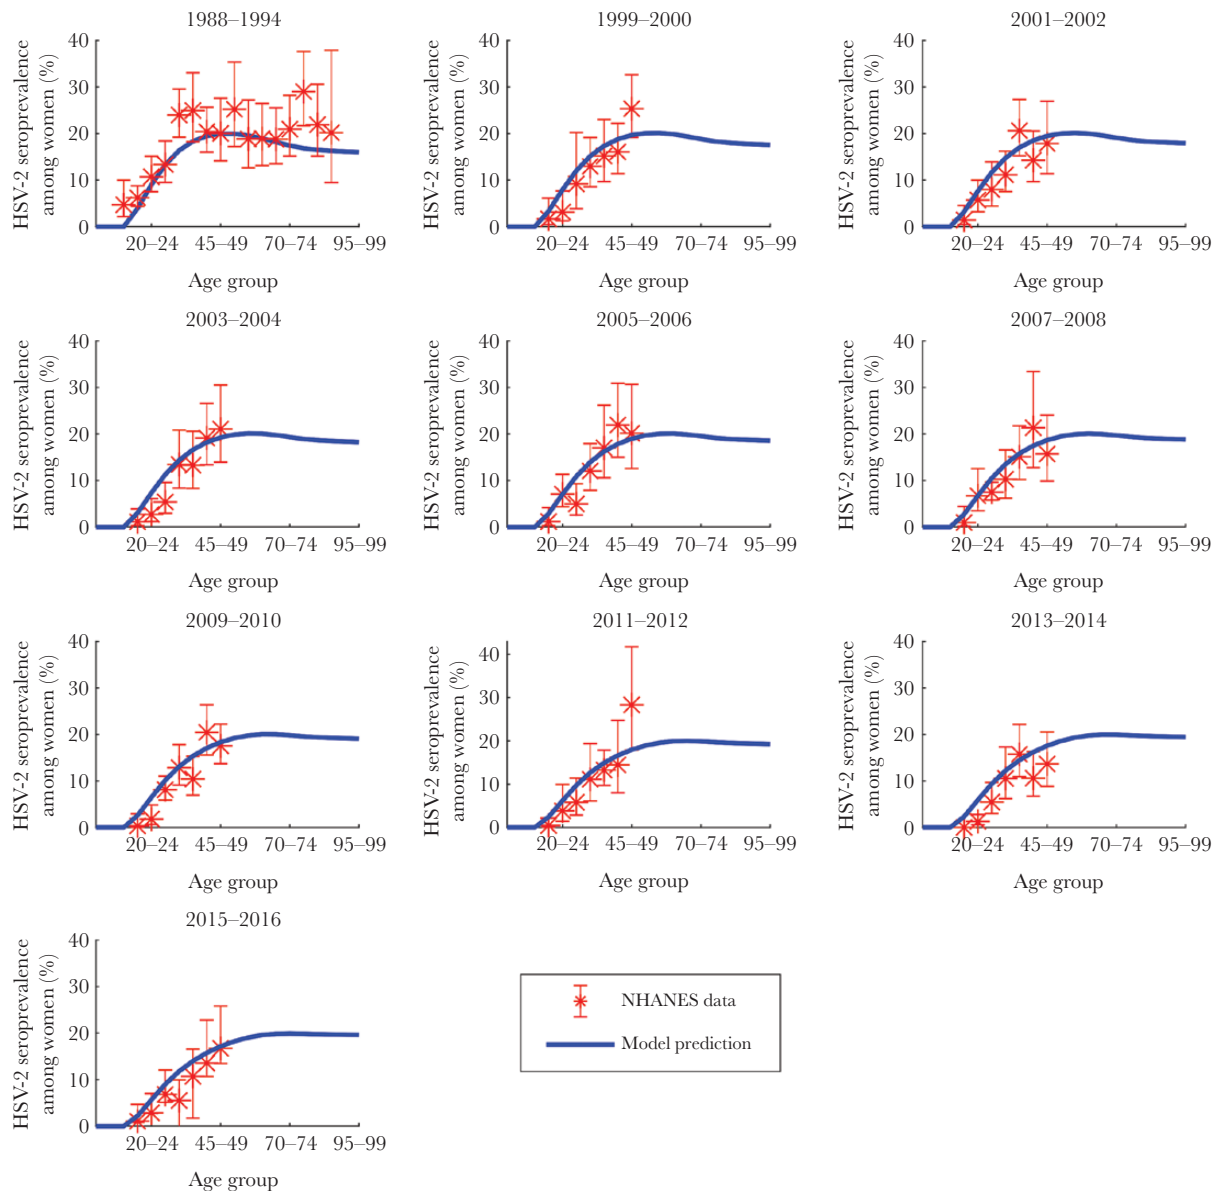 1988–1994
HSV-2 seroprevalence
among women (%)
40
30
20
10
0
20–24 45–49 70–74 95–99
Age group
1999–2000
HSV-2 seroprevalence
among women (%)
40
30
20
10
0
20–24 45–49 70–74 95–99
Age group
2001–2002
HSV-2 seroprevalence
among women (%)
40
30
20
10
0
20–24 45–49 70–74 95–99
Age group
2003–2004
HSV-2 seroprevalence
among women (%)
40
30
20
10
0
20–24 45–49 70–74 95–99
Age group
2005–2006
HSV-2 seroprevalence
among women (%)
40
30
20
10
0
20–24 45–49 70–74 95–99
Age group
2007–2008
HSV-2 seroprevalence
among women (%)
40
30
20
10
0
20–24 45–49 70–74 95–99
Age group
2009–2010
HSV-2 seroprevalence
among women (%)
40
30
20
10
0
20–24 45–49 70–74 95–99
Age group
2011–2012
HSV-2 seroprevalence
among women (%)
40
30
20
10
0
20–24 45–49 70–74 95–99
Age group
2013–2014
HSV-2 seroprevalence
among women (%)
40
30
20
10
0
20–24 45–49 70–74 95–99
Age group
2015–2016
HSV-2 seroprevalence
among women (%)
40
30
20
10
0
20–24 45–49 70–74 95–99
Age group
NHANES data
Model prediction